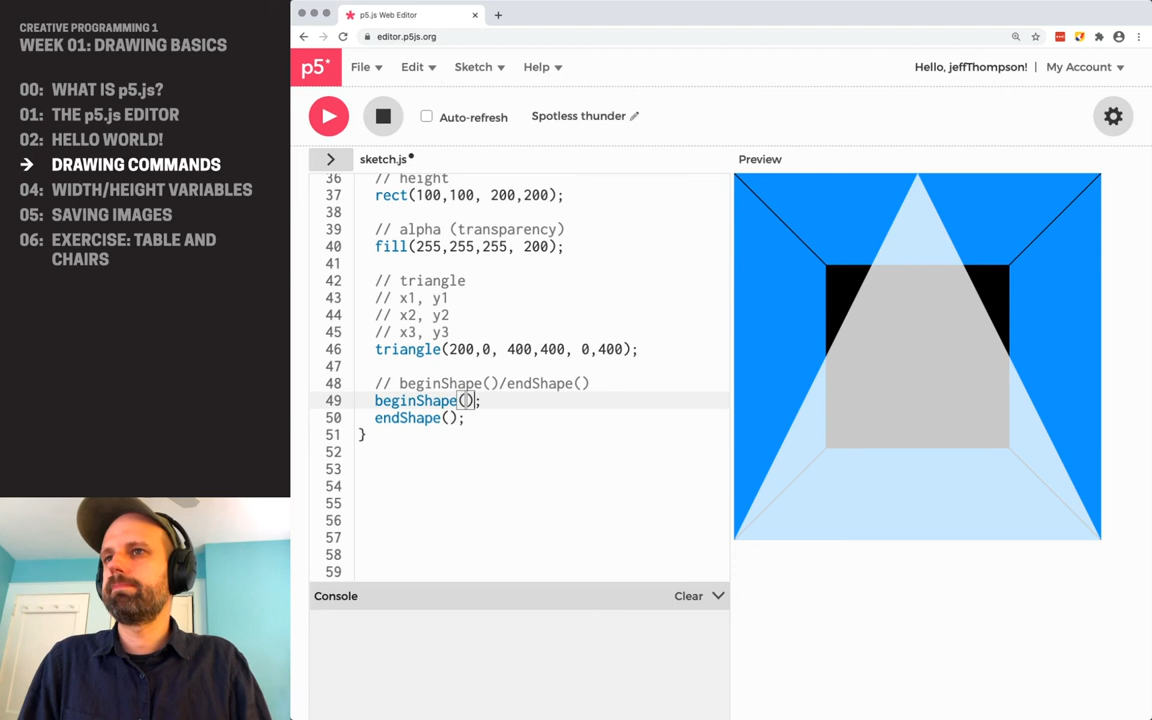 CREATIVE PROGRAMMING 1
WEEK 01: DRAWING BASICS
00: WHAT IS p5.js?
01: THE p5.js EDITOR
02: HELLO WORLD!
→ DRAWING COMMANDS
04: WIDTH/HEIGHT VARIABLES
05: SAVING IMAGES
06: EXERCISE: TABLE AND
CHAIRS
p5.js Web Editor
editor.p5js.org
p5* File Edit Sketch Help Hello, jeffThompson! My Account
Auto-refresh Spotless thunder
sketch.js Preview
36 // height
37 rect(100,100, 200,200);
38
39 // alpha (transparency)
40 fill(255,255,255, 200);
41
42 // triangle
43 // x1, y1
44 // x2, y2
45 // x3, y3
46 triangle(200,0, 400,400, 0,400);
47
48 // beginShape()/endShape()
49 beginShape();
50 endShape();
51 }
52
53
54
55
56
57
58
59
Console Clear